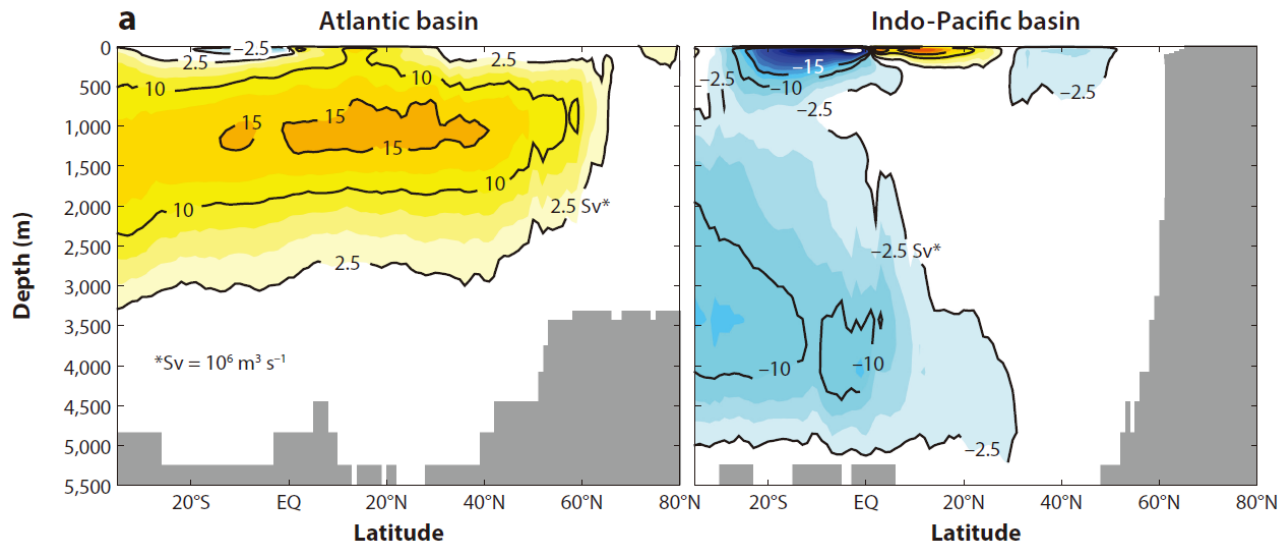 a
Atlantic basin
Indo-Pacific basin
Depth (m)
0
500
1,000
1,500
2,000
2,500
3,000
3,500
4,000
4,500
5,000
5,500
−2.5
2.5
2.5
10
10
15
15
15
10
10
2.5 Sv*
2.5
*Sv = 10⁶ m³ s⁻¹
20°S
EQ
20°N
40°N
60°N
80°N
Latitude
−2.5
−15
−10
−2.5
−2.5
−2.5
−2.5 Sv*
−10
−10
−2.5
20°S
EQ
20°N
40°N
60°N
80°N
Latitude